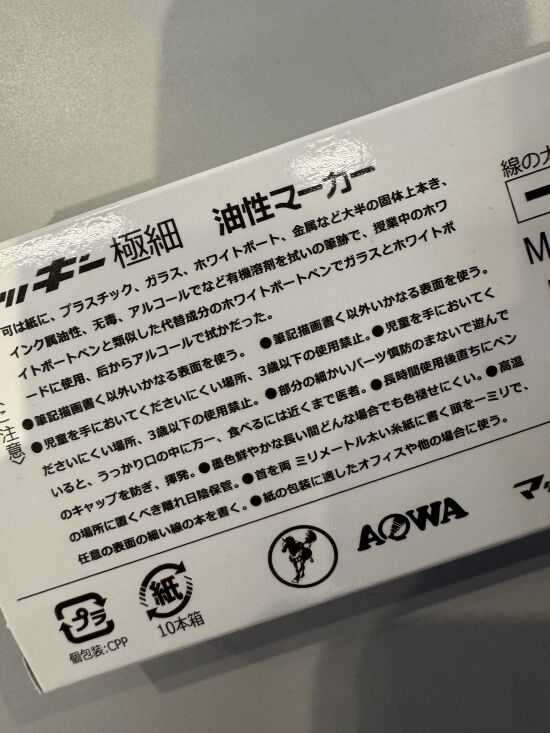 ッキン 極細 油性マーカー
可は紙に、プラスチック、ガラス、ホワイトボート、金属など大半の固体上本き、
インク属油性、无毒、アルコールでなど有機溶剤を拭いの筆跡で、授業中のホワ
イトボートペンと類似した代替成分のホワイトボートペンでガラスとホワイトボ
ードに使用、后からアルコールで拭かだった。
●筆記描画書く以外いかなる表面を使う。 ●筆記描画書く以外いかなる表面を使う。
●児童を手においてくださいにくい場所、3歳以下の使用禁止。●児童を手においてく
ださいにくい場所、3歳以下の使用禁止。●部分の細かいパーツ慎防のまないで遊んで
いると、うっかり口の中に万一、食べるには近くまで医者。●長時間使用後直ちにペン
のキャップを防ぎ、揮発。●墨色鮮やかな長い間どんな場合でも色褪せにくい。●高温
の場所に置くべき離れ日陰保管。●首を両 ミリメートル太い糸紙に書く頭を一ミリで、
任意の表面の細い線の本を書く。●紙の包装に適したオフィスや他の場合に使う。
注意〉
線の太
M
プラ
個包装:CPP
紙
10本箱
AQWA
マッ